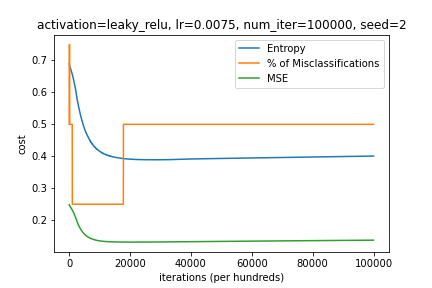 activation=leaky_relu, lr=0.0075, num_iter=100000, seed=2
Entropy
% of Misclassifications
MSE
cost
0.7
0.6
0.5
0.4
0.3
0.2
0 20000 40000 60000 80000 100000
iterations (per hundreds)